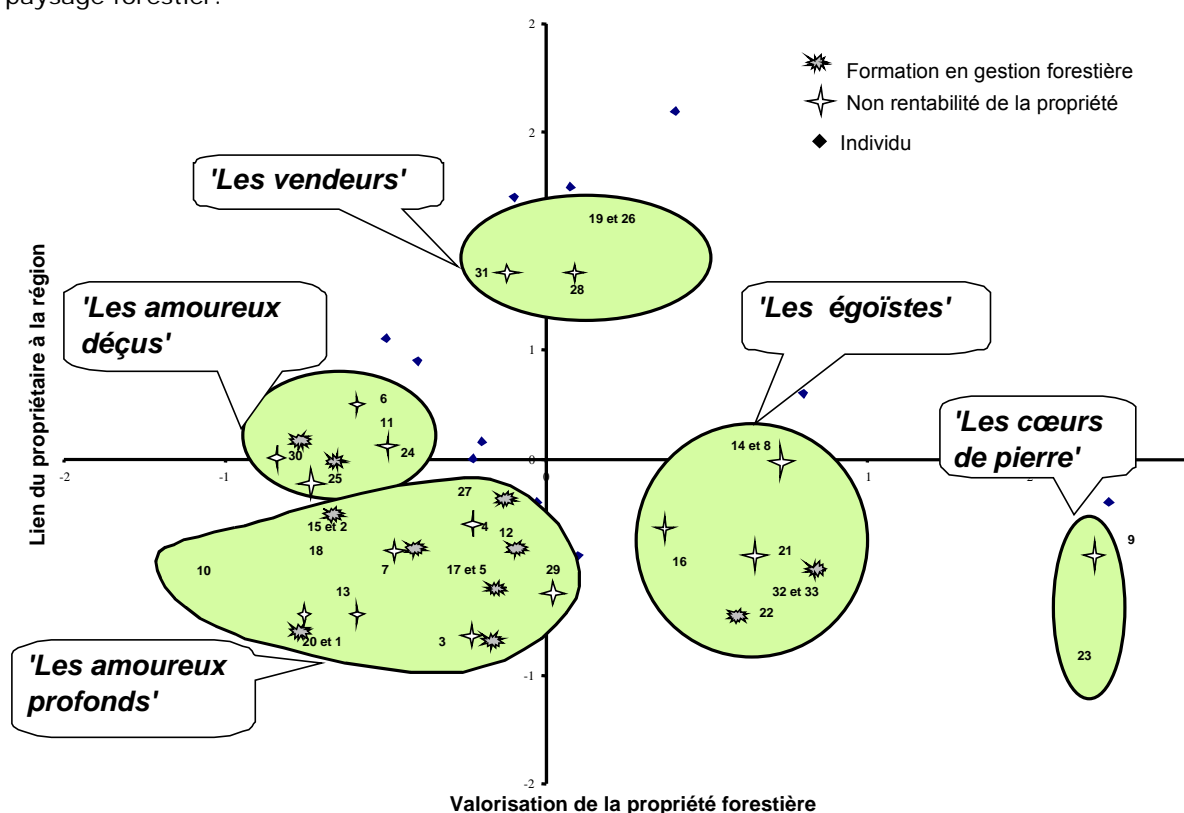 paysage forestier.
2
Formation en gestion forestière
Non rentabilité de la propriété
Individu
2
'Les vendeurs'
19 et 26
31
28
Lien du propriétaire à la région
'Les amoureux
déçus'
'Les égoïstes'
1
6
11
24
30
25
14 et 8
'Les cœurs
de pierre'
-2
-1
0
1
2
27
15 et 2
4
12
18
7
17 et 5
29
10
13
20 et 1
3
16
21
32 et 33
22
9
23
'Les amoureux
profonds'
-1
-2
Valorisation de la propriété forestière